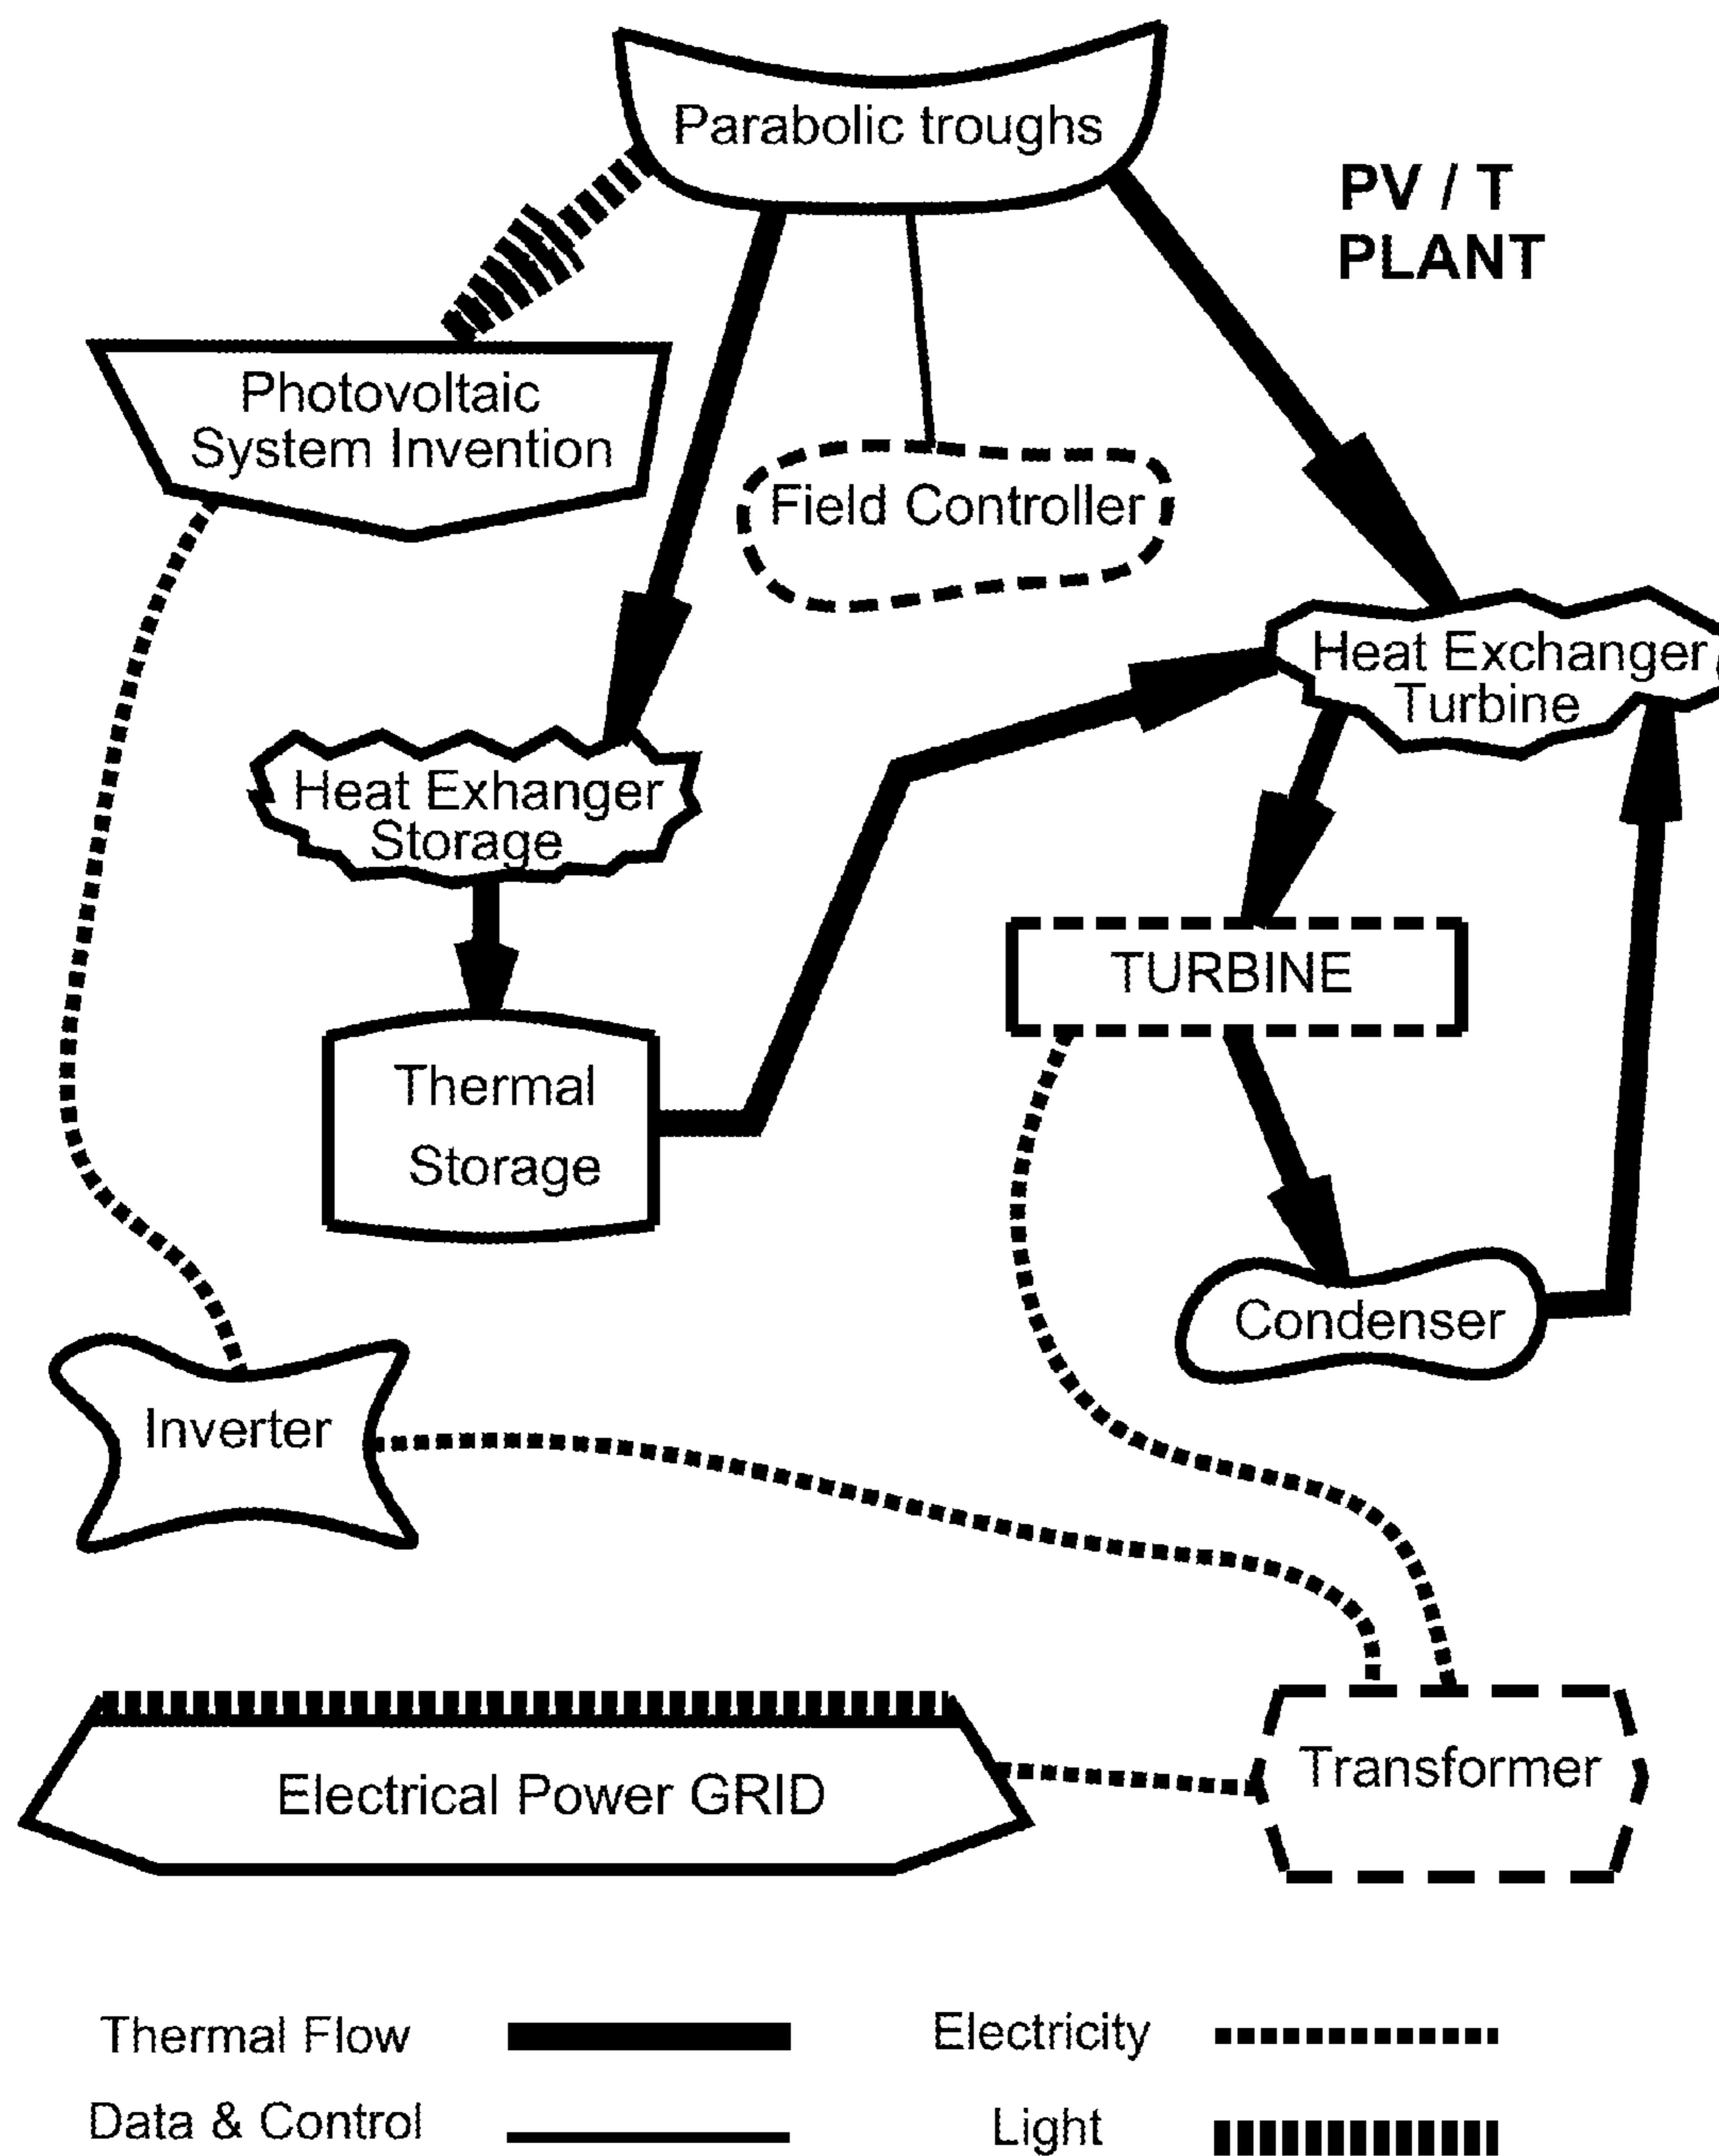 Parabolic troughs
PV / T
PLANT
Photovoltaic
System Invention
Field Controller
Heat Exchanger
Turbine
Heat Exhanger
Storage
TURBINE
Thermal
Storage
Condenser
Inverter
Electrical Power GRID
Transformer
Thermal Flow
Electricity
Data & Control
Light